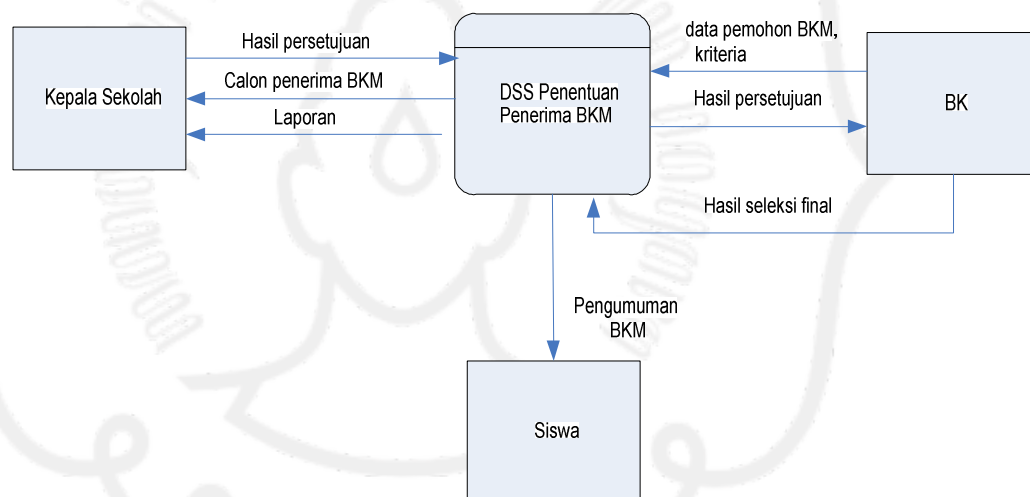 Kepala Sekolah
Hasil persetujuan
Calon penerima BKM
Laporan
DSS Penentuan
Penerima BKM
data pemohon BKM,
kriteria
Hasil persetujuan
BK
Hasil seleksi final
Pengumuman
BKM
Siswa